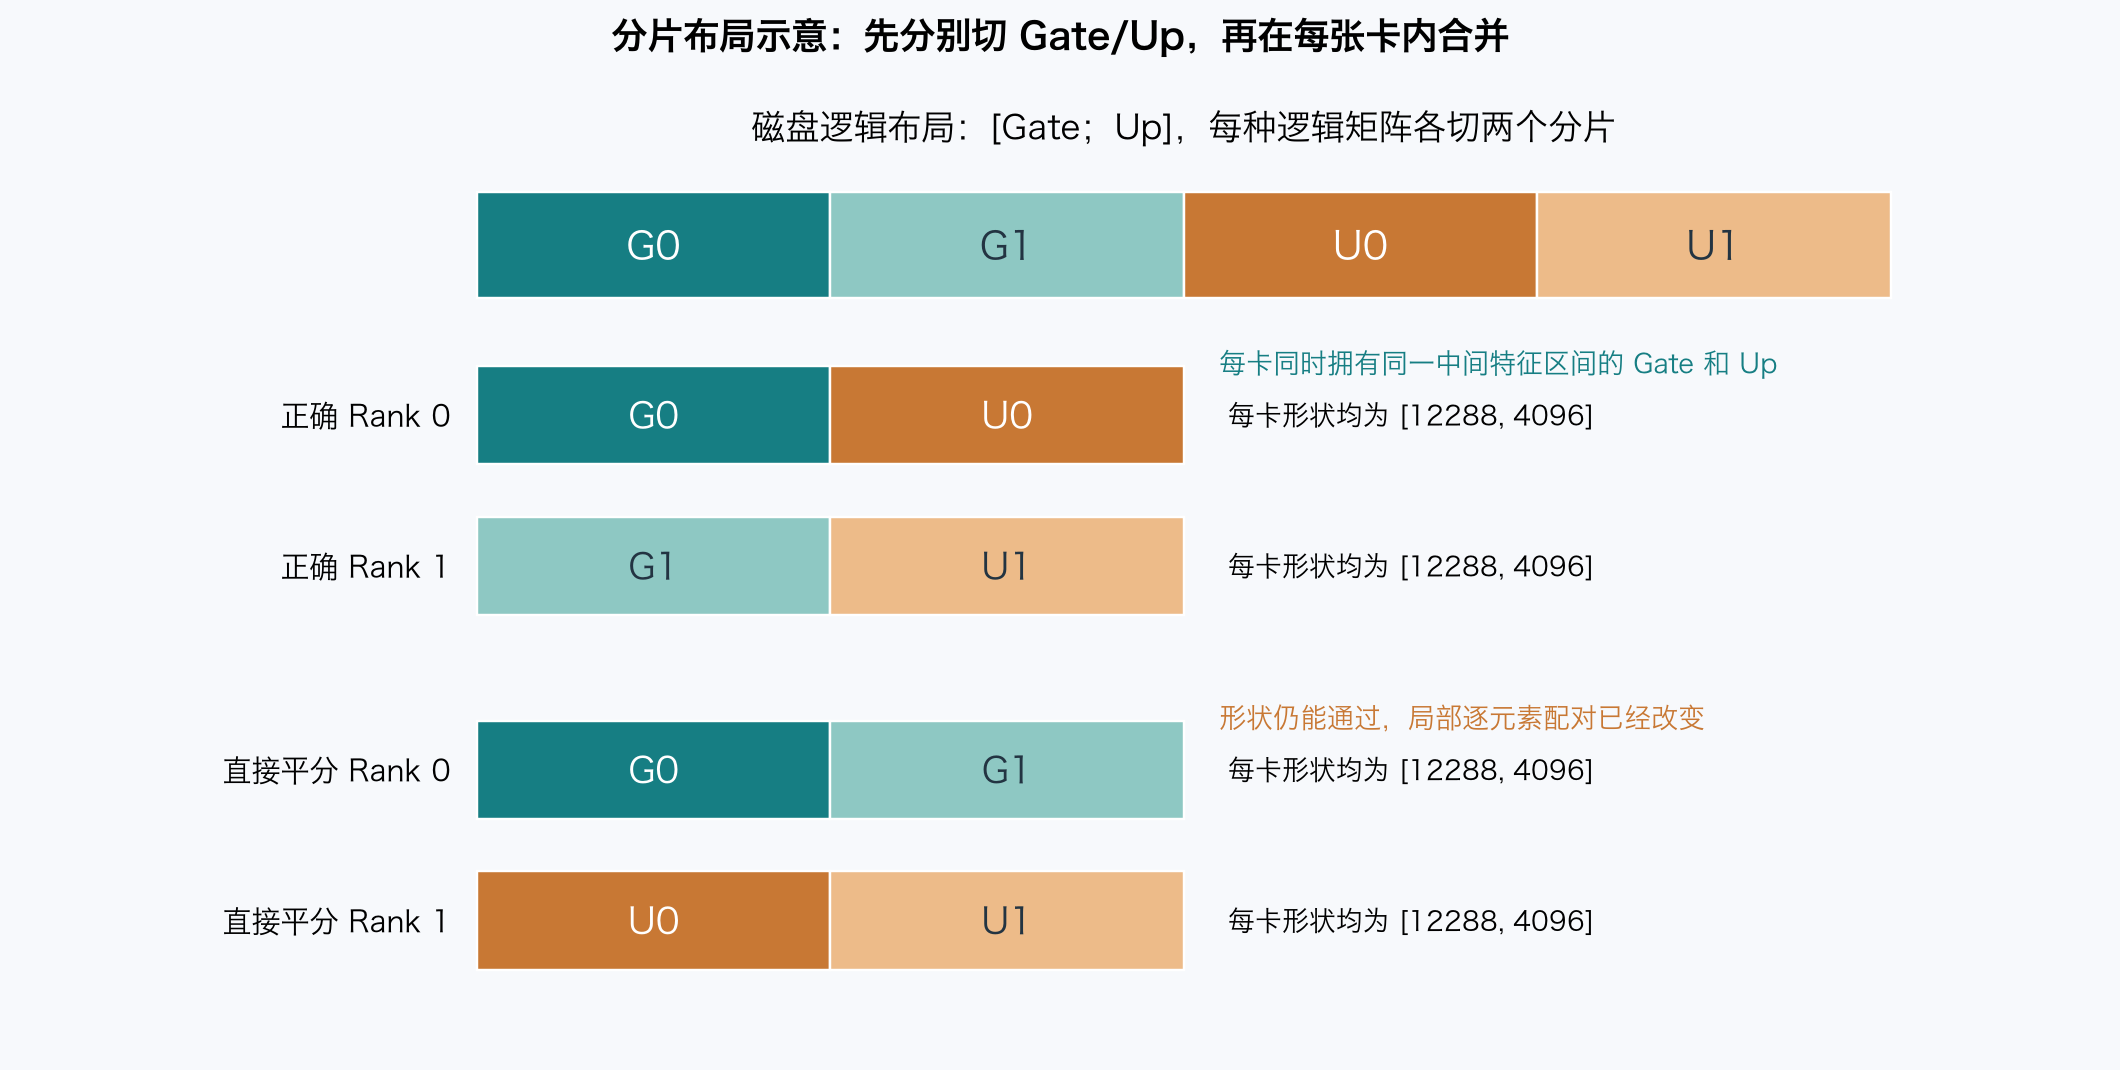 分片布局示意：先分别切 Gate/Up，再在每张卡内合并
磁盘逻辑布局：[Gate；Up]，每种逻辑矩阵各切两个分片
G0 G1 U0 U1
每卡同时拥有同一中间特征区间的 Gate 和 Up
正确 Rank 0 G0 U0 每卡形状均为 [12288, 4096]
正确 Rank 1 G1 U1 每卡形状均为 [12288, 4096]
形状仍能通过，局部逐元素配对已经改变
直接平分 Rank 0 G0 G1 每卡形状均为 [12288, 4096]
直接平分 Rank 1 U0 U1 每卡形状均为 [12288, 4096]